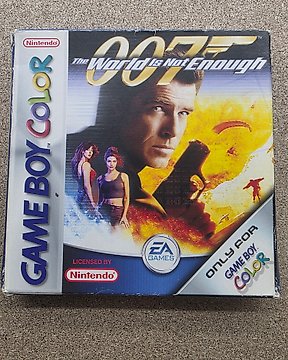 Nintendo
GAME BOY COLOR
007
The World Is Not Enough
LICENSED BY
Nintendo
EA
GAMES
ONLY FOR
GAME BOY
COLOR